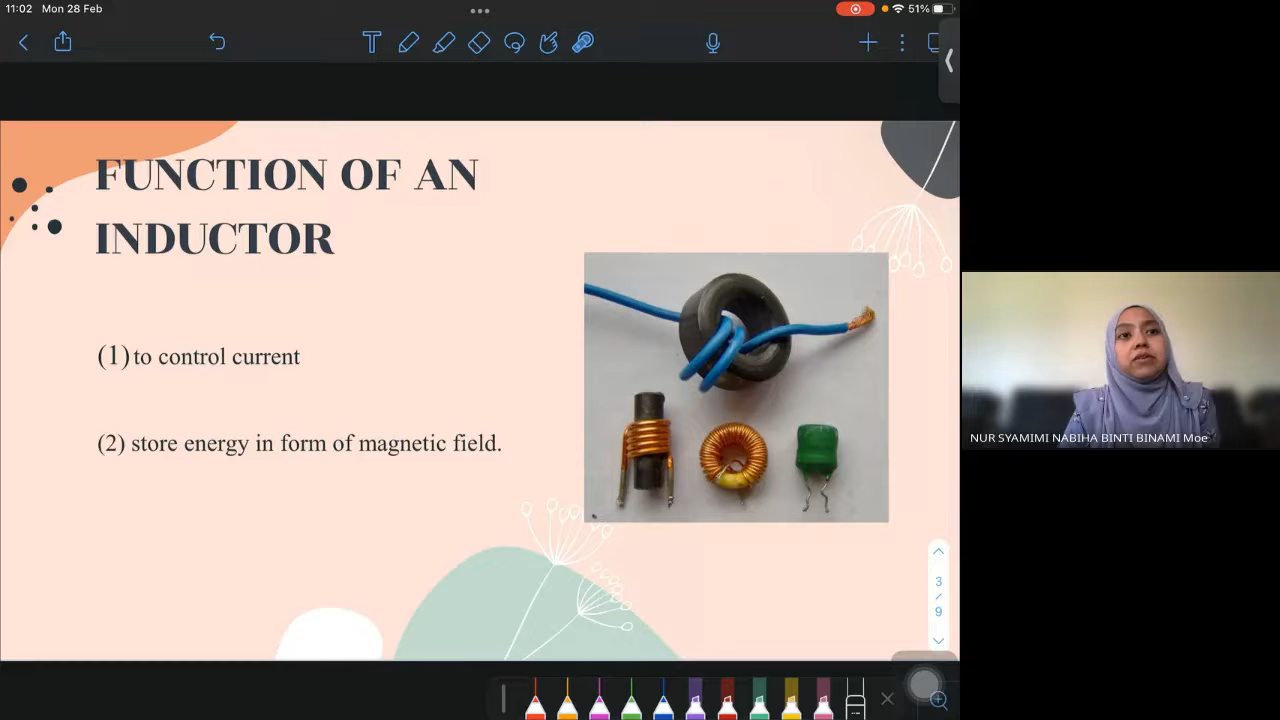 11:02 Mon 28 Feb
51%
FUNCTION OF AN
INDUCTOR
(1) to control current
(2) store energy in form of magnetic field.
NUR SYAMIMI NABIHA BINTI BINAMI Moe
3
/
9